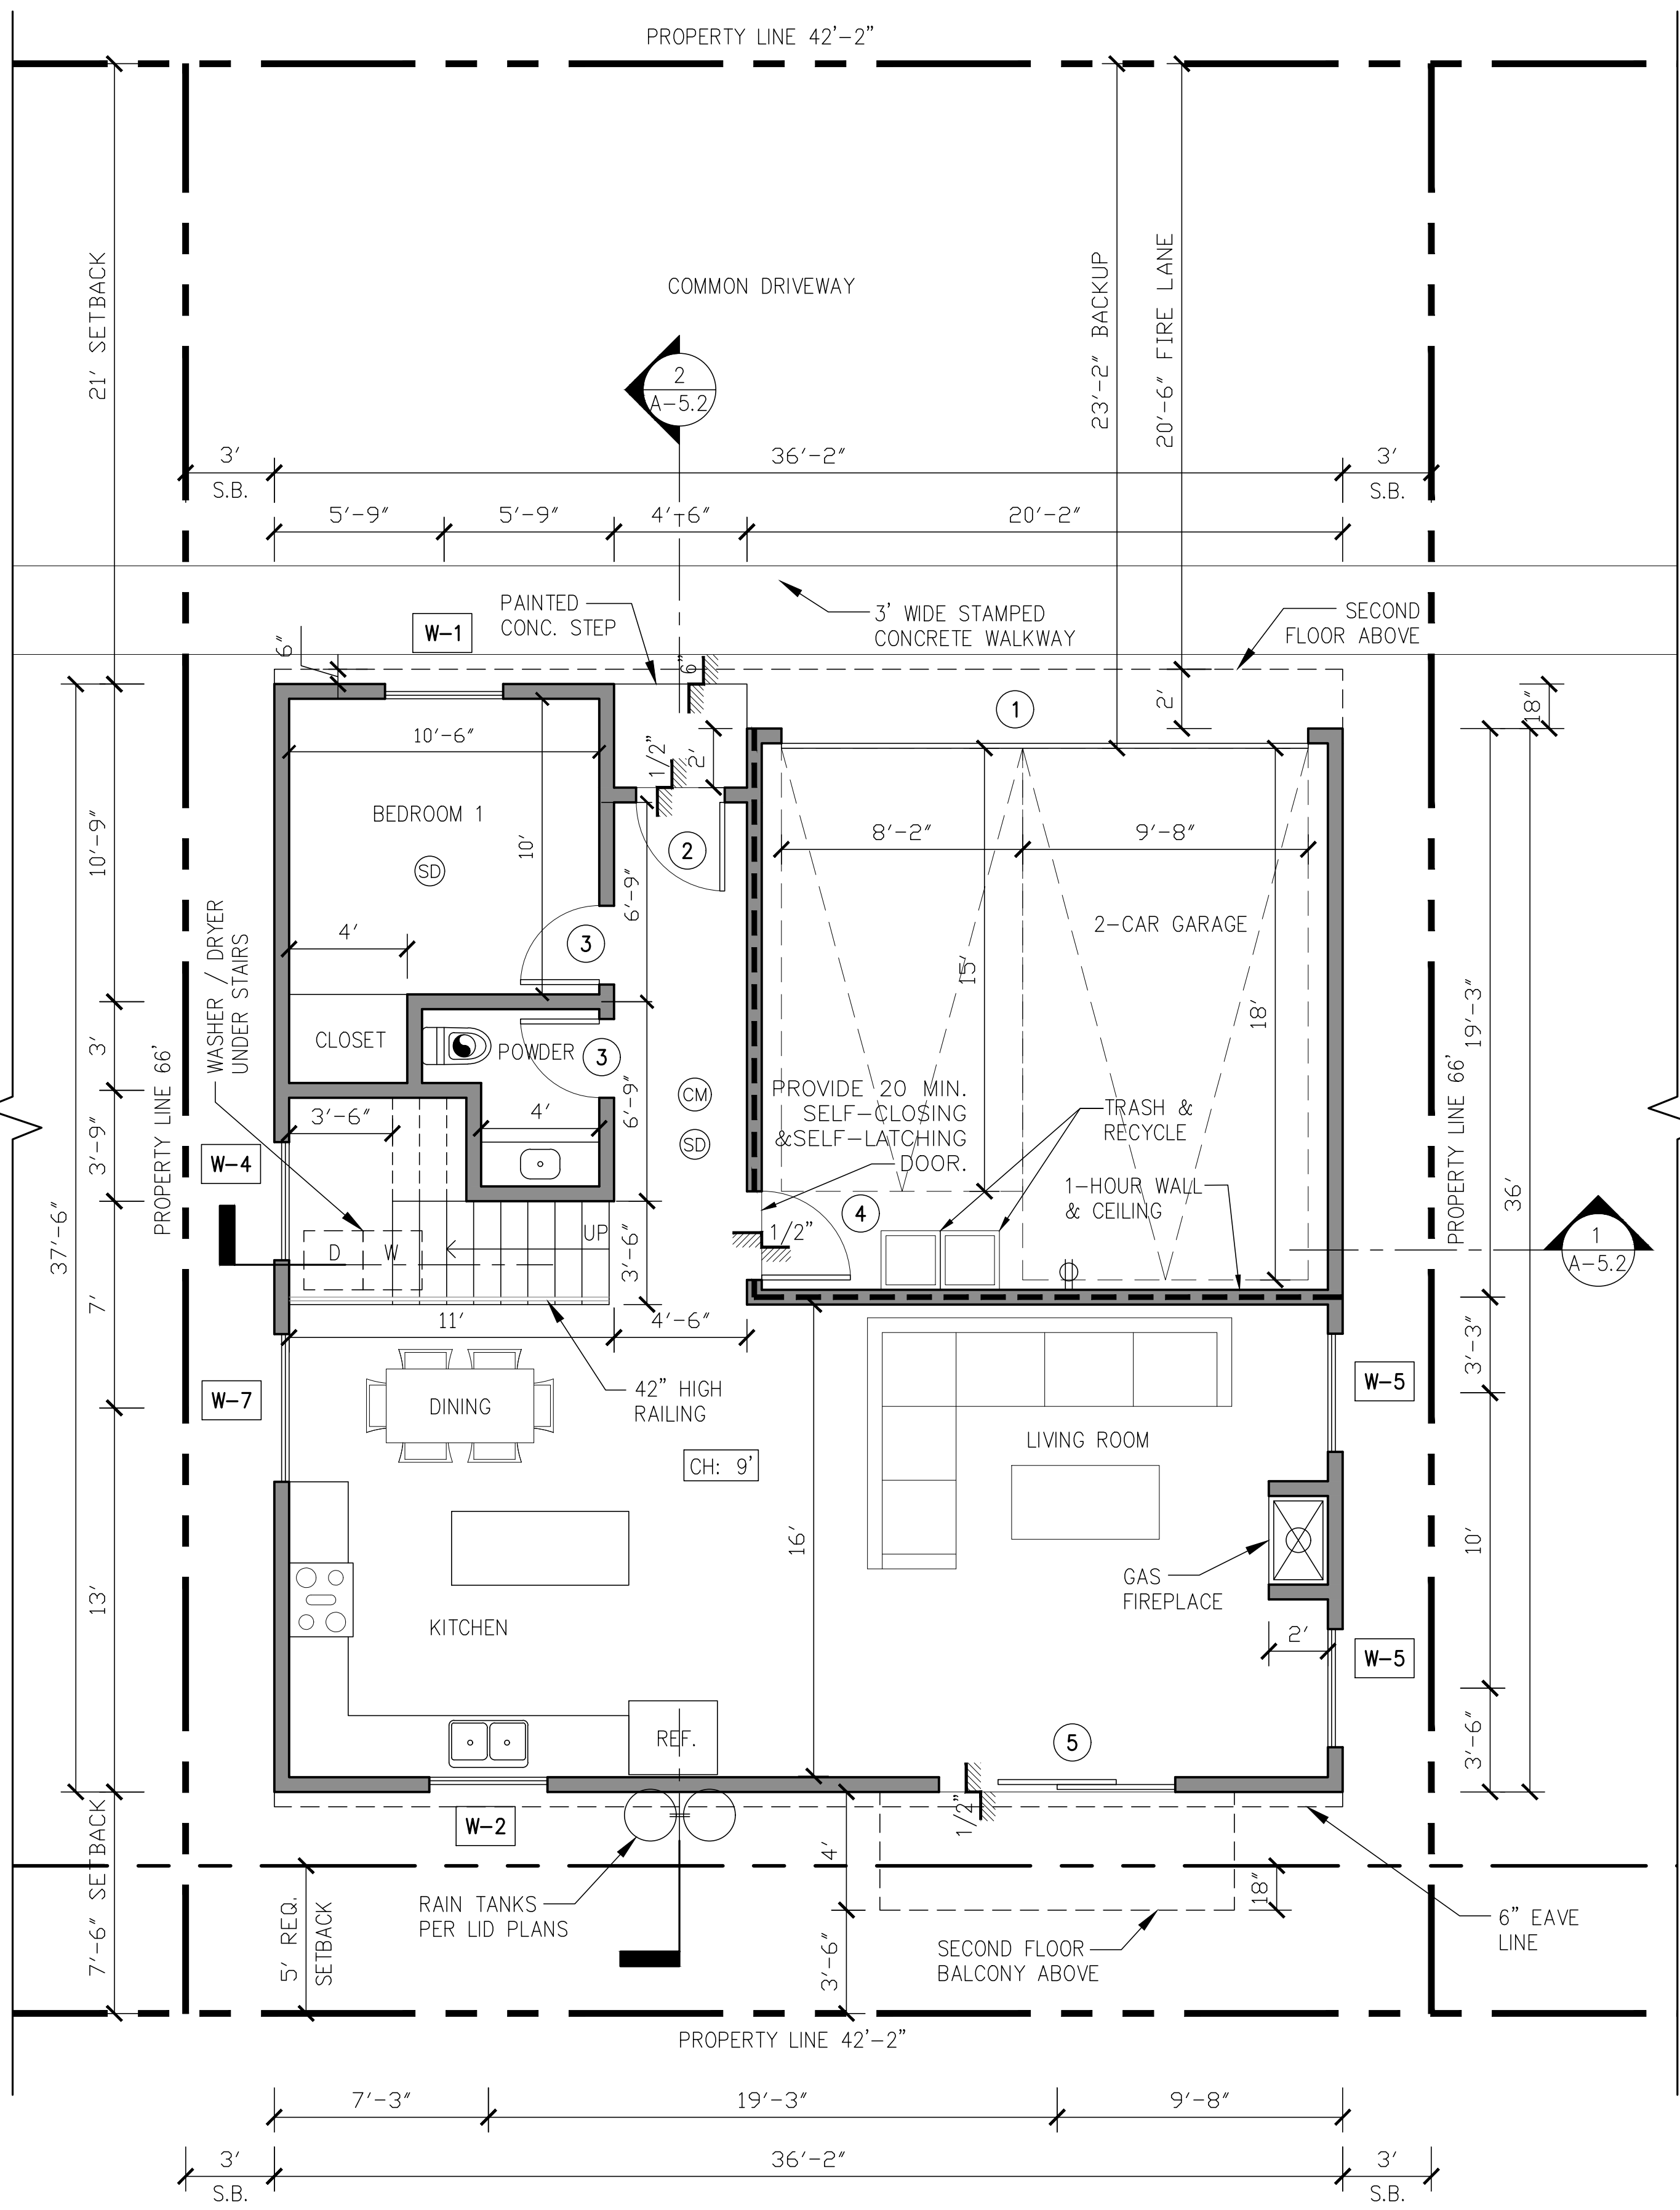 PROPERTY LINE 42'-2"
21' SETBACK
COMMON DRIVEWAY
23'-2" BACKUP
20'-6" FIRE LANE
2
A-5.2
3'
S.B.
36'-2"
3'
S.B.
5'-9"
5'-9"
4'-6"
20'-2"
6"
W-1
PAINTED
CONC. STEP
3' WIDE STAMPED
CONCRETE WALKWAY
SECOND
FLOOR ABOVE
6"
1
2'
18"
10'-6"
1/2"
2'
BEDROOM 1
SD
10'
2
8'-2"
9'-8"
10'-9"
6'-9"
2-CAR GARAGE
4'
3
15'
18'
19'-3"
WASHER / DRYER
UNDER STAIRS
CLOSET
POWDER
3
3'
PROPERTY LINE 66'
PROPERTY LINE 66'
3'-6"
4'
6'-9"
CM
SD
PROVIDE 20 MIN.
SELF-CLOSING
&SELF-LATCHING
DOOR.
TRASH &
RECYCLE
3'-9"
W-4
1-HOUR WALL
& CEILING
36'
37'-6"
4
1/2"
UP
D
W
3'-6"
1
A-5.2
7'
11'
4'-6"
3'-3"
W-7
DINING
42" HIGH
RAILING
W-5
CH: 9'
LIVING ROOM
16'
10'
13'
GAS
FIREPLACE
KITCHEN
2'
W-5
REF.
5
3'-6"
W-2
1/2"
7'-6" SETBACK
4'
5' REQ.
SETBACK
RAIN TANKS
PER LID PLANS
18"
6" EAVE
LINE
SECOND FLOOR
BALCONY ABOVE
3'-6"
PROPERTY LINE 42'-2"
7'-3"
19'-3"
9'-8"
3'
S.B.
36'-2"
3'
S.B.